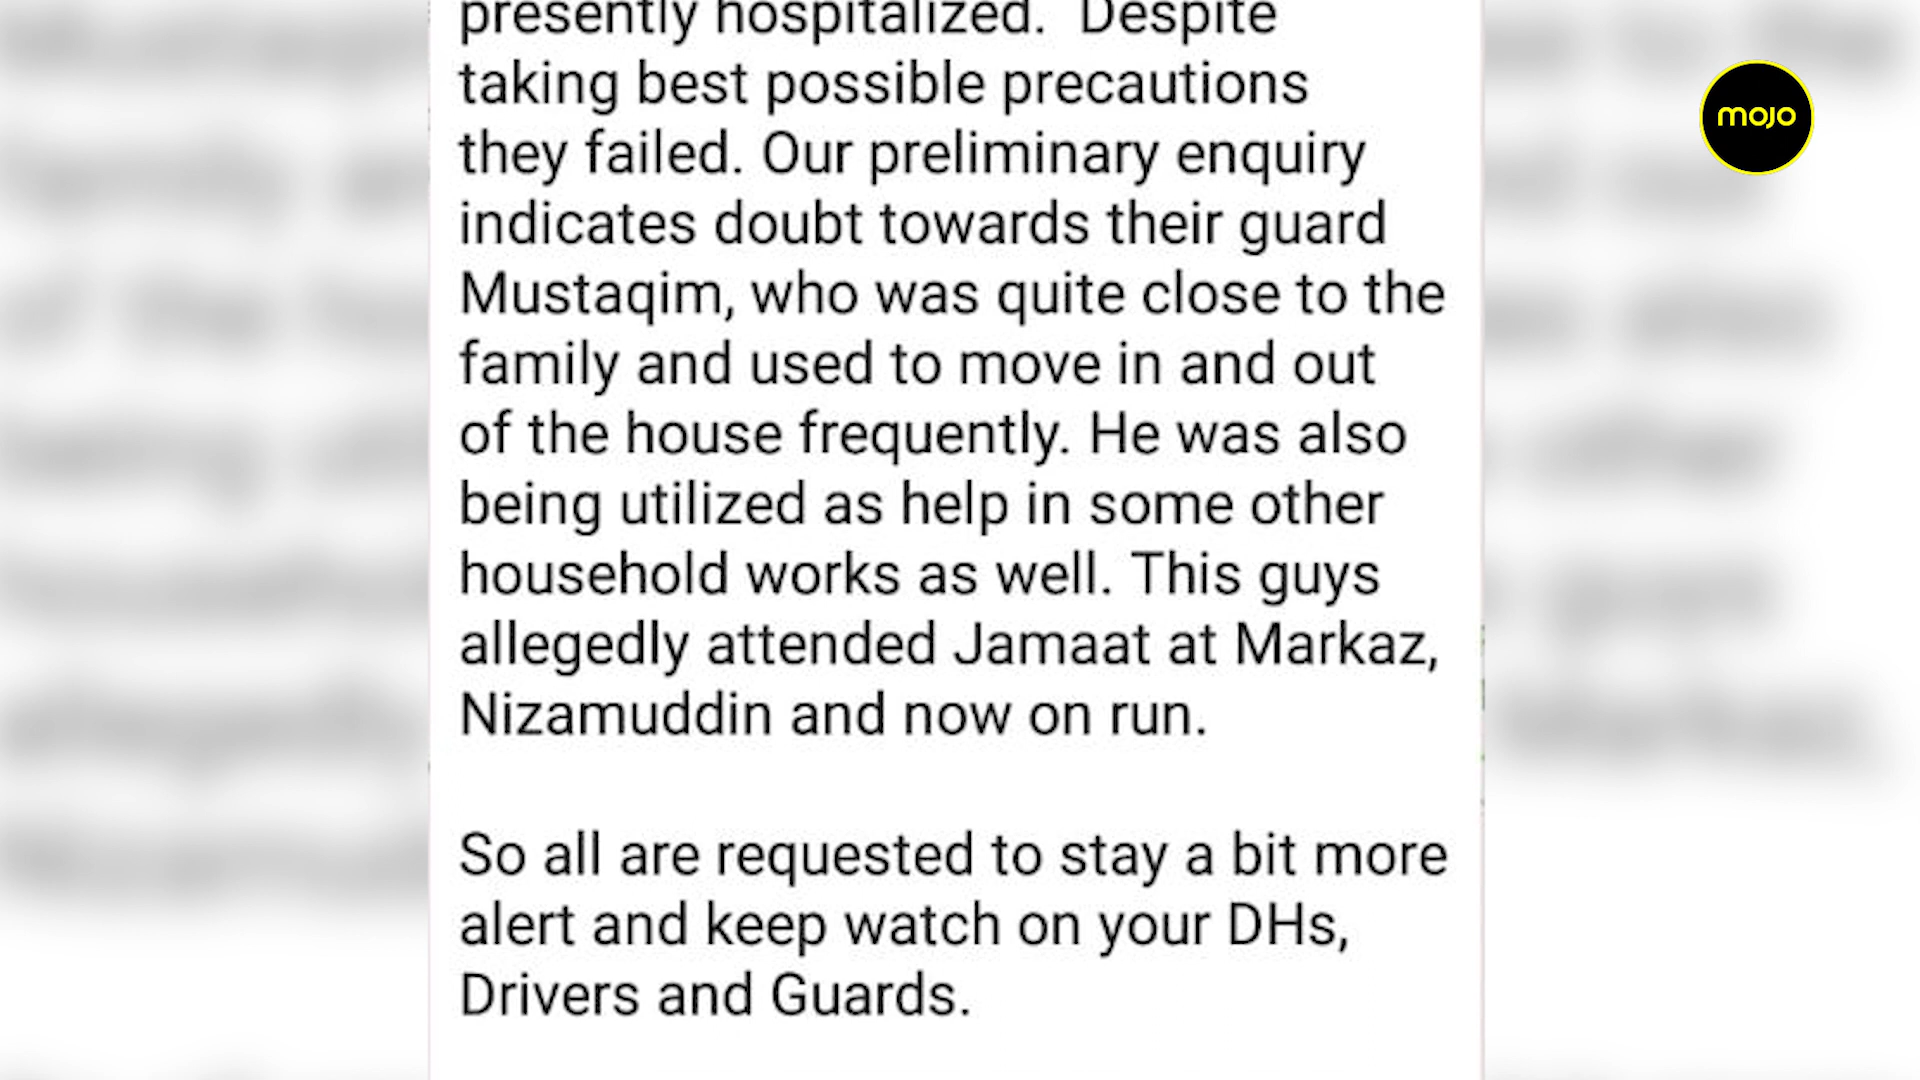 presently hospitalized. Despite
taking best possible precautions
they failed. Our preliminary enquiry
indicates doubt towards their guard
Mustaqim, who was quite close to the
family and used to move in and out
of the house frequently. He was also
being utilized as help in some other
household works as well. This guys
allegedly attended Jamaat at Markaz,
Nizamuddin and now on run.
So all are requested to stay a bit more
alert and keep watch on your DHs,
Drivers and Guards.
mojo